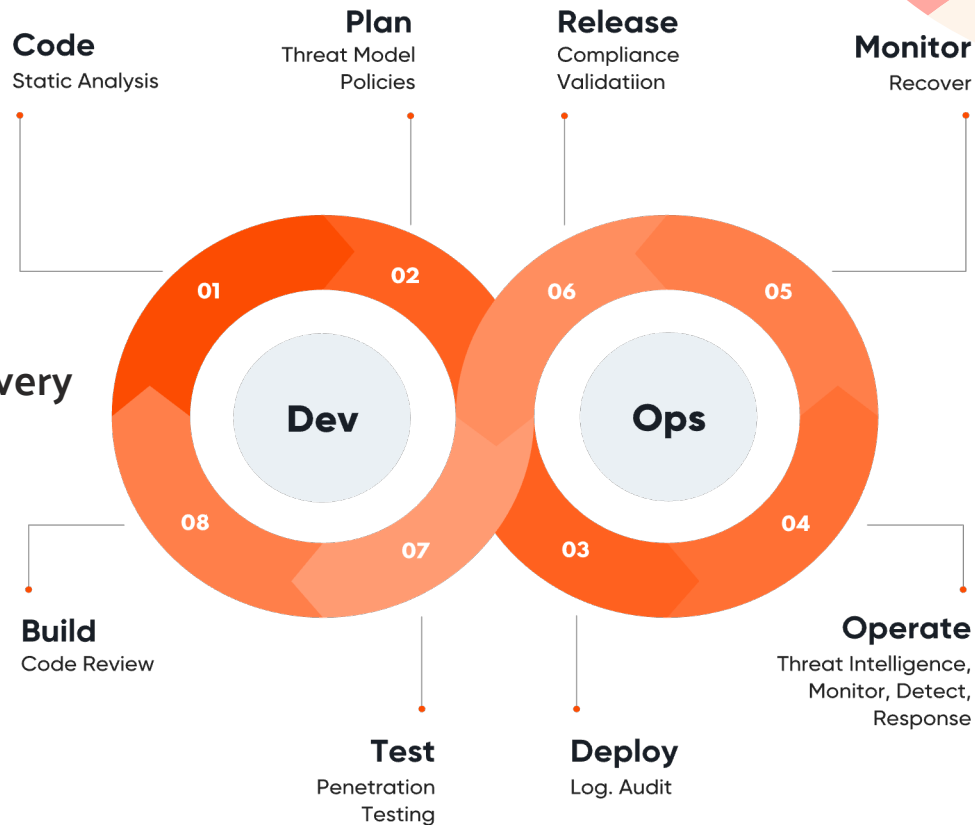 Code
Static Analysis
Plan
Threat Model
Policies
Release
Compliance
Validatiion
Monitor
Recover
01
02
06
05
very
Dev
Ops
08
07
03
04
Build
Code Review
Operate
Threat Intelligence,
Monitor, Detect,
Response
Test
Penetration
Testing
Deploy
Log. Audit